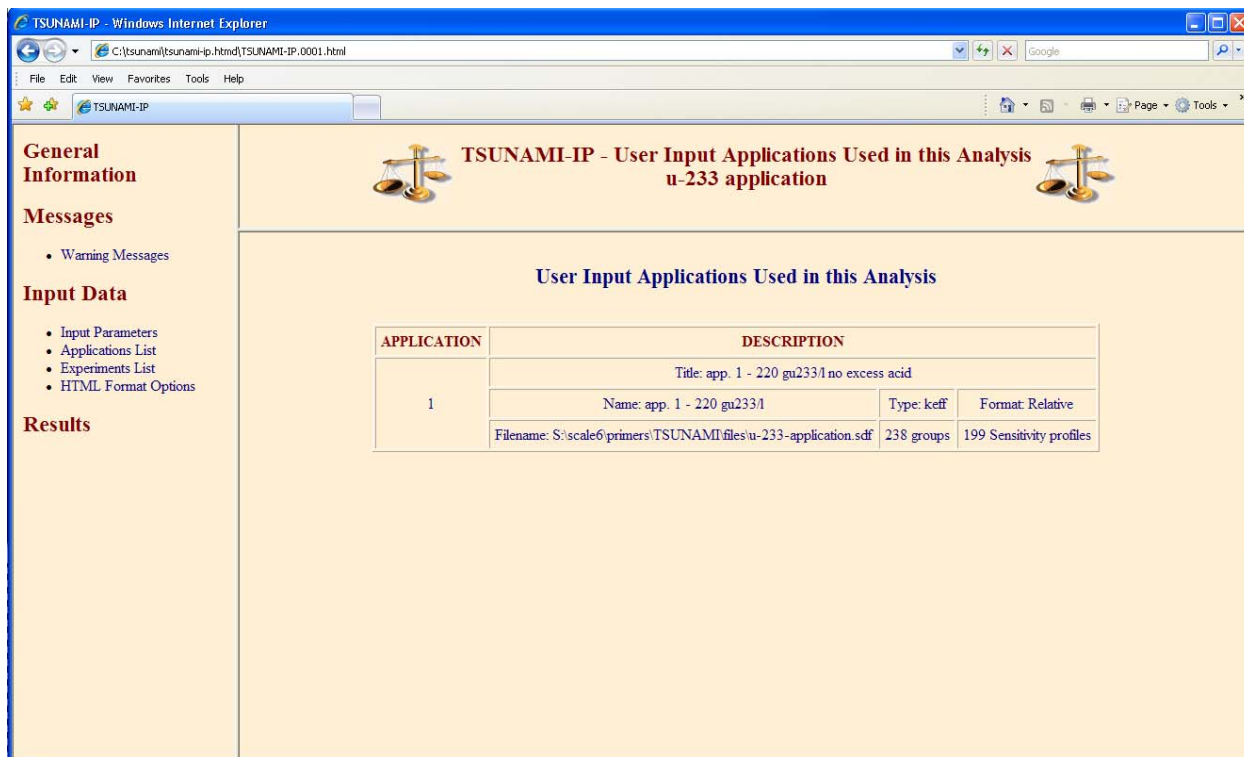 TSUNAMI-IP - Windows Internet Explorer
C:\tsunami\tsunami-ip.htmd\TSUNAMI-IP.0001.html
Google
File Edit View Favorites Tools Help
TSUNAMI-IP
Page Tools
General
Information
Messages
• Warning Messages
Input Data
• Input Parameters
• Applications List
• Experiments List
• HTML Format Options
Results
TSUNAMI-IP - User Input Applications Used in this Analysis
u-233 application
User Input Applications Used in this Analysis
APPLICATION DESCRIPTION
Title: app. 1 - 220 gu233/l no excess acid
1 Name: app. 1 - 220 gu233/l Type: keff Format: Relative
Filename: S:\scale6\primers\TSUNAMI\files\u-233-application.sdf 238 groups 199 Sensitivity profiles